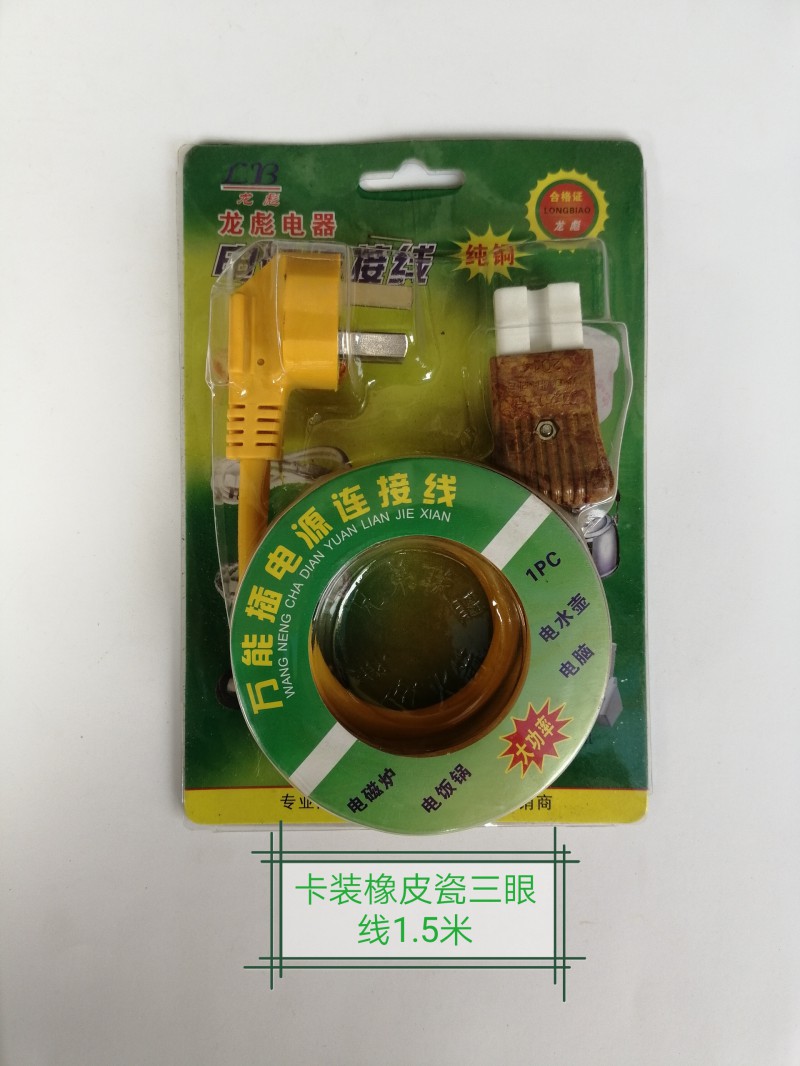 LB
龙彪
龙彪电器
合格证
LONGBIAO
龙彪
接线
纯铜
万能插电源连接线
WANG NENG CHA DIAN YUAN LIAN JIE XIAN
1PC
电水壶
电脑
大功率
电饭锅
电磁炉
专业
销商
卡装橡皮瓷三眼
线1.5米